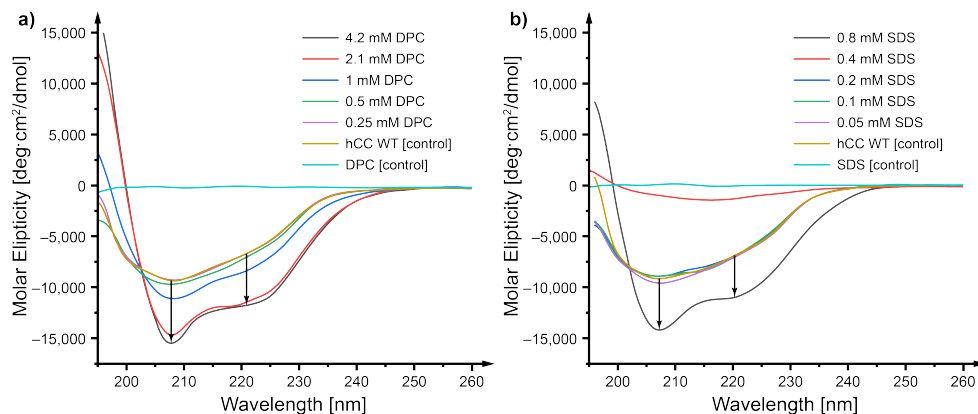 a)
Molar Elipticity [deg·cm²/dmol]
15,000
10,000
5,000
0
−5,000
−10,000
−15,000
4.2 mM DPC
2.1 mM DPC
1 mM DPC
0.5 mM DPC
0.25 mM DPC
hCC WT [control]
DPC [control]
200 210 220 230 240 250 260
Wavelength [nm]
b)
Molar Elipticity [deg·cm²/dmol]
15,000
10,000
5,000
0
−5,000
−10,000
−15,000
0.8 mM SDS
0.4 mM SDS
0.2 mM SDS
0.1 mM SDS
0.05 mM SDS
hCC WT [control]
SDS [control]
200 210 220 230 240 250 260
Wavelength [nm]